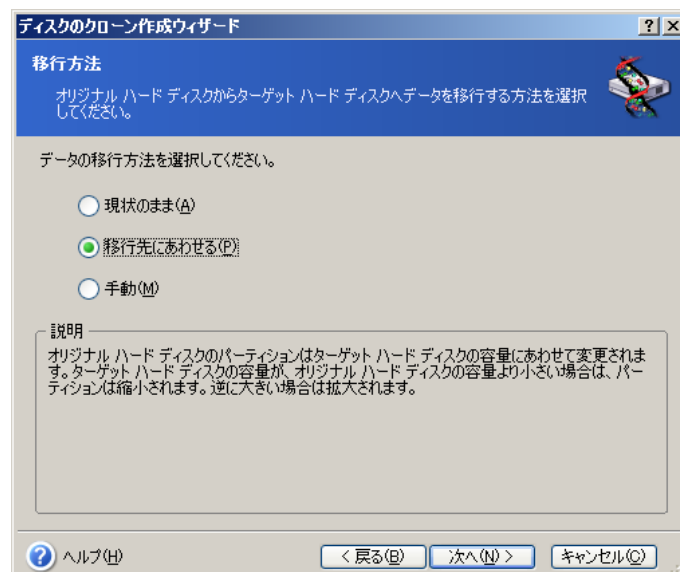 ディスクのクローン作成ウィザード
移行方法
オリジナル ハード ディスクからターゲット ハード ディスクへデータを移行する方法を選択
してください。
データの移行方法を選択してください。
現状のまま(A)
移行先にあわせる(P)
手動(M)
説明
オリジナル ハード ディスクのパーティションはターゲット ハード ディスクの容量にあわせて変更されま
す。ターゲット ハード ディスクの容量が、オリジナル ハード ディスクの容量より小さい場合は、パー
ティションは縮小されます。逆に大きい場合は拡大されます。
ヘルプ(H)
< 戻る(B)
次へ(N) >
キャンセル(C)